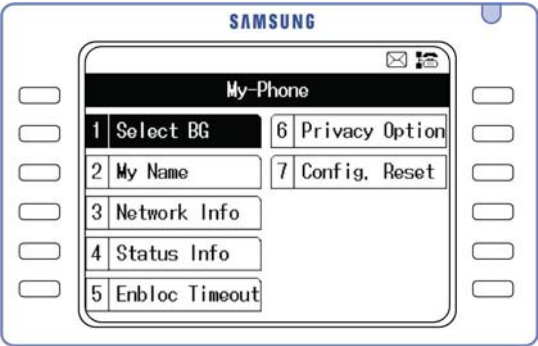 SAMSUNG
My-Phone
1 Select BG
2 My Name
3 Network Info
4 Status Info
5 Enbloc Timeout
6 Privacy Option
7 Config. Reset